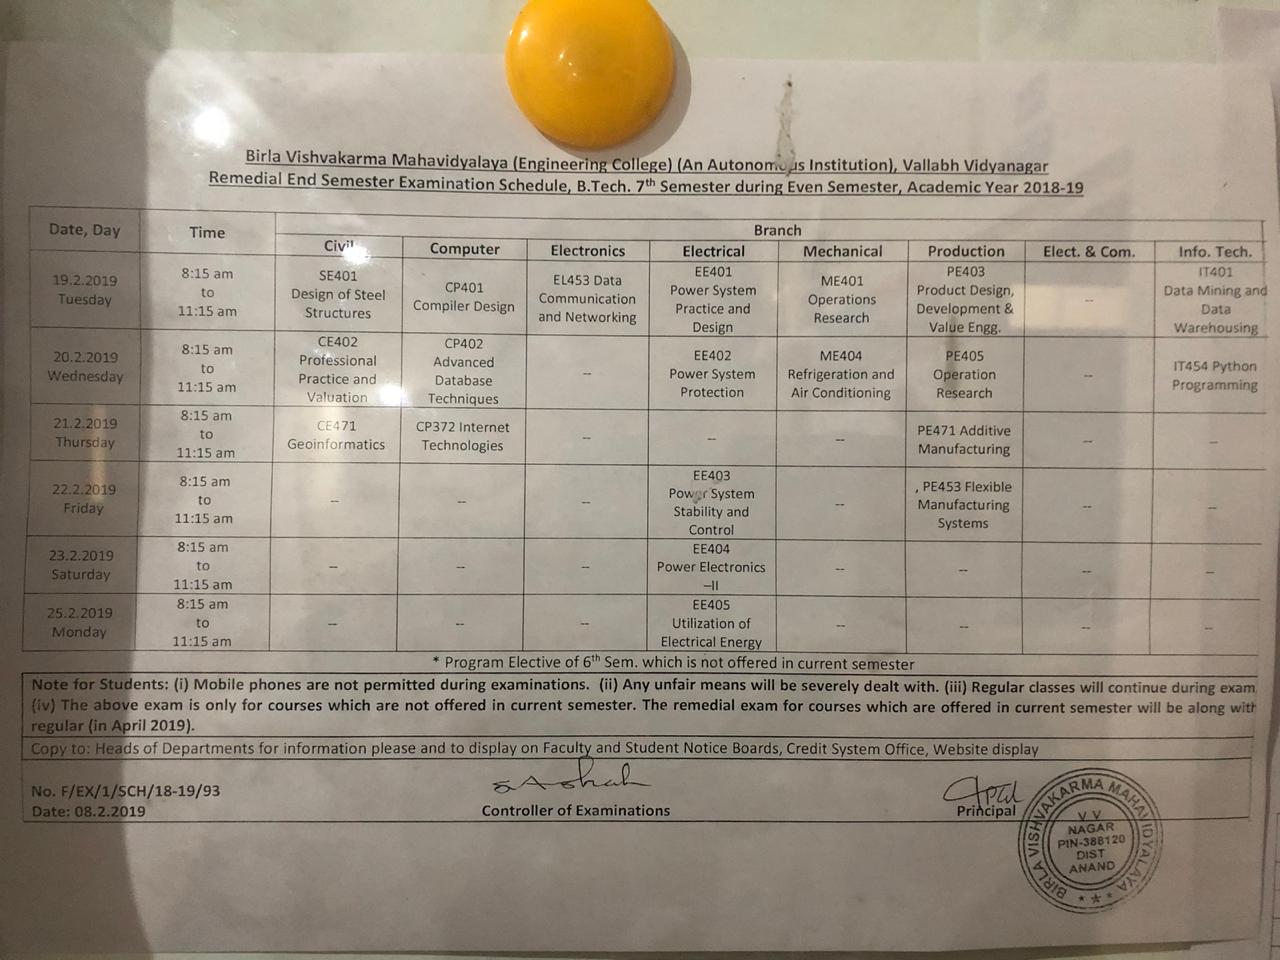 Birla Vishvakarma Mahavidyalaya (Engineering College) (An Autonomous Institution), Vallabh Vidyanagar
Remedial End Semester Examination Schedule, B.Tech. 7th Semester during Even Semester, Academic Year 2018-19
Date, Day
Time
Branch
Civil
Computer
Electronics
Electrical
Mechanical
Production
Elect. & Com.
Info. Tech.
19.2.2019
Tuesday
8:15 am
to
11:15 am
SE401
Design of Steel
Structures
CP401
Compiler Design
EL453 Data
Communication
and Networking
EE401
Power System
Practice and
Design
ME401
Operations
Research
PE403
Product Design,
Development &
Value Engg.
--
IT401
Data Mining and
Data
Warehousing
20.2.2019
Wednesday
8:15 am
to
11:15 am
CE402
Professional
Practice and
Valuation
CP402
Advanced
Database
Techniques
--
EE402
Power System
Protection
ME404
Refrigeration and
Air Conditioning
PE405
Operation
Research
--
IT454 Python
Programming
21.2.2019
Thursday
8:15 am
to
11:15 am
CE471
Geoinformatics
CP372 Internet
Technologies
--
--
--
PE471 Additive
Manufacturing
--
--
22.2.2019
Friday
8:15 am
to
11:15 am
--
--
--
EE403
Power System
Stability and
Control
--
, PE453 Flexible
Manufacturing
Systems
--
--
23.2.2019
Saturday
8:15 am
to
11:15 am
--
--
--
EE404
Power Electronics
–II
--
--
--
--
25.2.2019
Monday
8:15 am
to
11:15 am
--
--
--
EE405
Utilization of
Electrical Energy
--
--
--
--
* Program Elective of 6th Sem. which is not offered in current semester
Note for Students: (i) Mobile phones are not permitted during examinations. (ii) Any unfair means will be severely dealt with. (iii) Regular classes will continue during exam
(iv) The above exam is only for courses which are not offered in current semester. The remedial exam for courses which are offered in current semester will be along with
regular (in April 2019).
Copy to: Heads of Departments for information please and to display on Faculty and Student Notice Boards, Credit System Office, Website display
No. F/EX/1/SCH/18-19/93
Date: 08.2.2019
Controller of Examinations
Principal
BIRLA VISHVAKARMA MAHAVIDYALAYA
V V
NAGAR
PIN-388120
DIST
ANAND